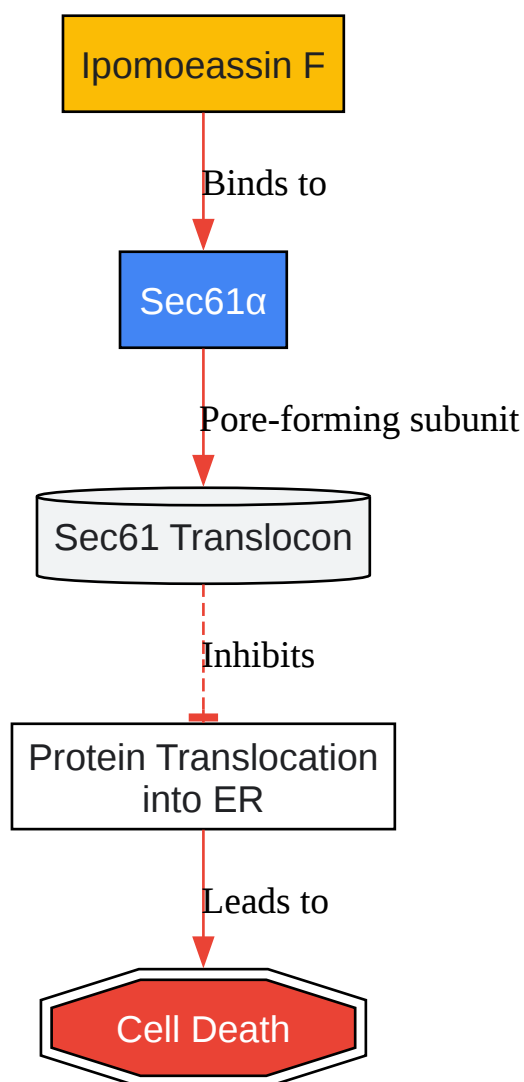 Ipomoeassin F
Binds to
Sec61α
Pore-forming subunit
Sec61 Translocon
Inhibits
Protein Translocation
into ER
Leads to
Cell Death